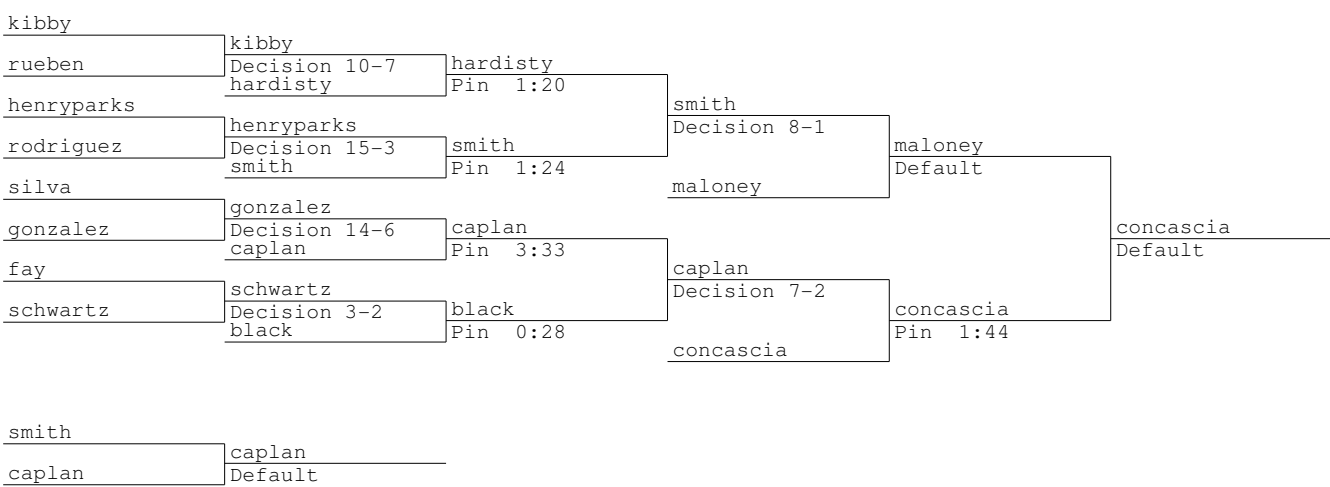 kibby
kibby
rueben
Decision 10-7
hardisty
hardisty
Pin  1:20
henryparks
smith
henryparks
Decision 8-1
rodriguez
Decision 15-3
smith
maloney
smith
Pin  1:24
Default
silva
maloney
gonzalez
gonzalez
Decision 14-6
caplan
concascia
caplan
Pin  3:33
Default
fay
caplan
schwartz
Decision 7-2
schwartz
Decision 3-2
black
concascia
black
Pin  0:28
Pin  1:44
concascia
smith
caplan
caplan
Default